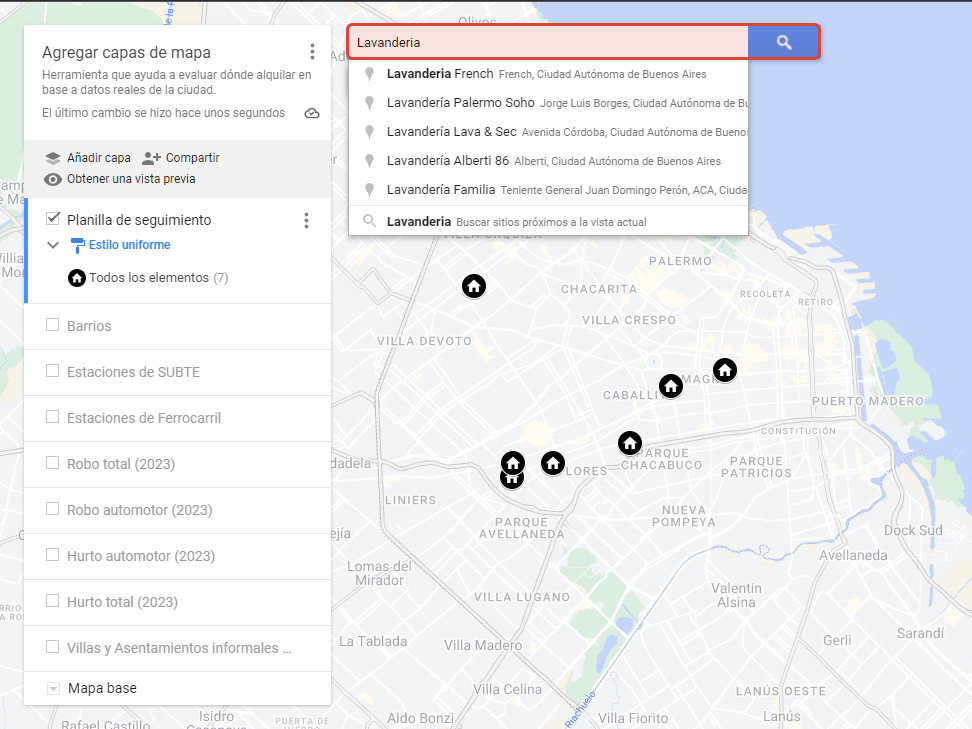 Agregar capas de mapa
Herramienta que ayuda a evaluar dónde alquilar en
base a datos reales de la ciudad.
El último cambio se hizo hace unos segundos
Añadir capa
Compartir
Obtener una vista previa
Planilla de seguimiento
Estilo uniforme
Todos los elementos (7)
Barrios
Estaciones de SUBTE
Estaciones de Ferrocarril
Robo total (2023)
Robo automotor (2023)
Hurto automotor (2023)
Hurto total (2023)
Villas y Asentamientos informales ...
Mapa base
Lavanderia
Lavanderia French French, Ciudad Autónoma de Buenos Aires
Lavandería Palermo Soho Jorge Luis Borges, Ciudad Autónoma de Bu
Lavandería Lava & Sec Avenida Córdoba, Ciudad Autónoma de Buenos
Lavandería Alberti 86 Alberti, Ciudad Autónoma de Buenos Aires
Lavandería Familia Teniente General Juan Domingo Perón, ACA, Ciuda
Lavanderia Buscar sitios próximos a la vista actual
Olivos
VILLA URQUIZA
PALERMO
CHACARITA
RECOLETA
RETIRO
VILLA CRESPO
VILLA DEVOTO
CABALLI
MAGR
PUERTO MADERO
CONSTITUCIÓN
dadela
FLORES
PARQUE
CHACABUCO
PARQUE
PATRICIOS
LINIERS
PARQUE
AVELLANEDA
NUEVA
POMPEYA
Dock Sud
ejía
Avellaneda
Lomas del
Mirador
VILLA LUGANO
Valentín
Alsina
La Tablada
Villa Madero
Gerli
Sarandí
Villa Celina
LANÚS OESTE
Riachuelo
Rafael Castillo
Isidro
Casanova
PUERTA DE
Aldo Bonzi
Villa Fiorito
Lanús